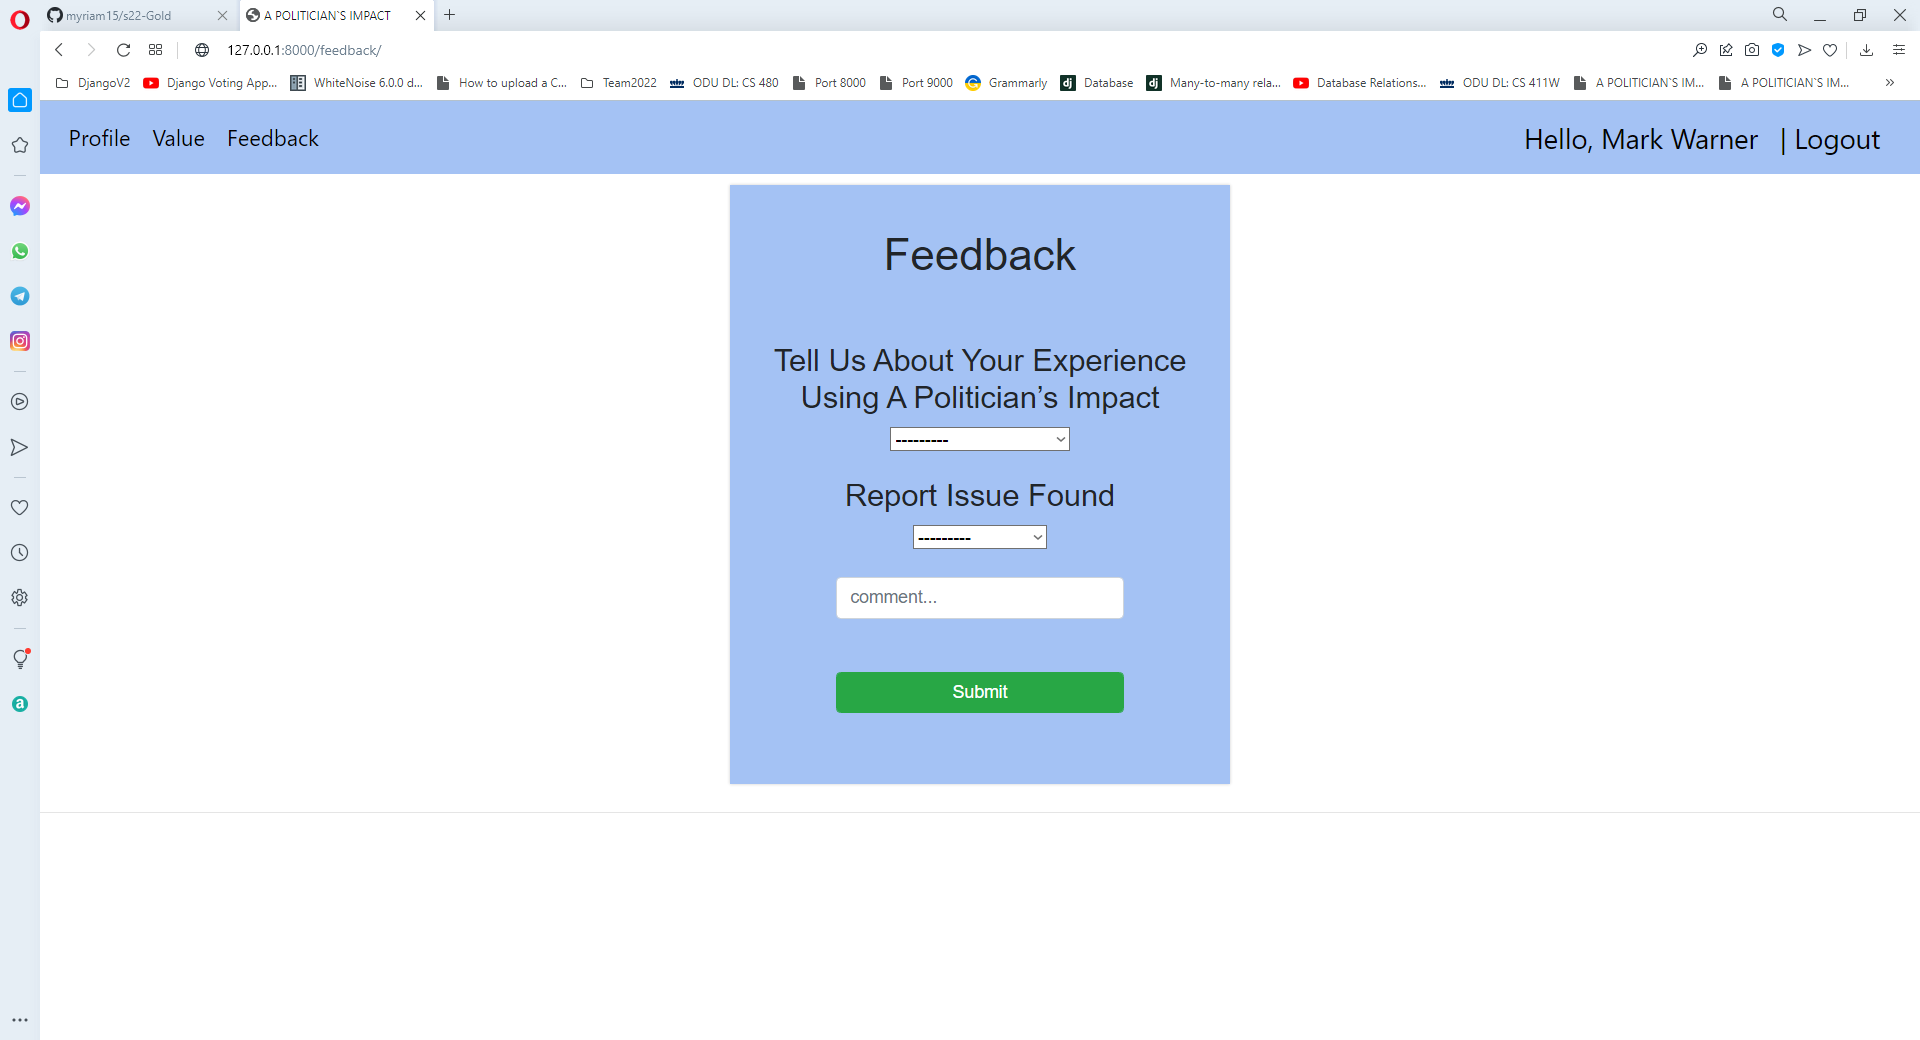 myriam15/s22-Gold
A POLITICIAN`S IMPACT
127.0.0.1:8000/feedback/
DjangoV2
Django Voting App...
WhiteNoise 6.0.0 d...
How to upload a C...
Team2022
ODU DL: CS 480
Port 8000
Port 9000
Grammarly
dj
Database
dj
Many-to-many rela...
Database Relations...
ODU DL: CS 411W
A POLITICIAN`S IM...
A POLITICIAN`S IM...
Profile Value Feedback
Hello, Mark Warner | Logout
Feedback
Tell Us About Your Experience
Using A Politician’s Impact
---------
Report Issue Found
---------
comment...
Submit
a